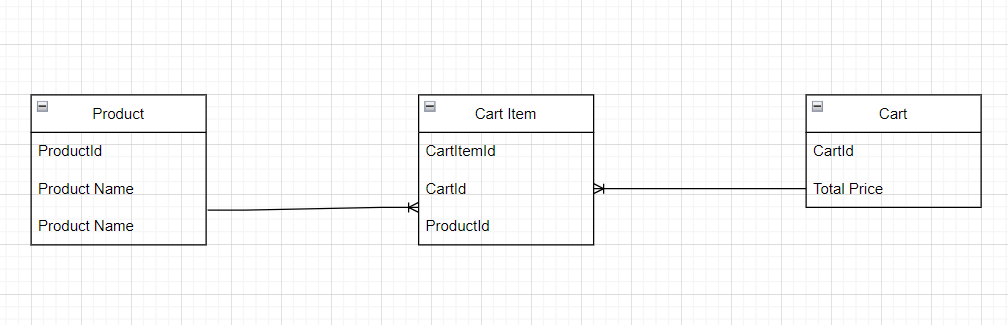 Product
ProductId
Product Name
Product Name
Cart Item
CartItemId
CartId
ProductId
Cart
CartId
Total Price